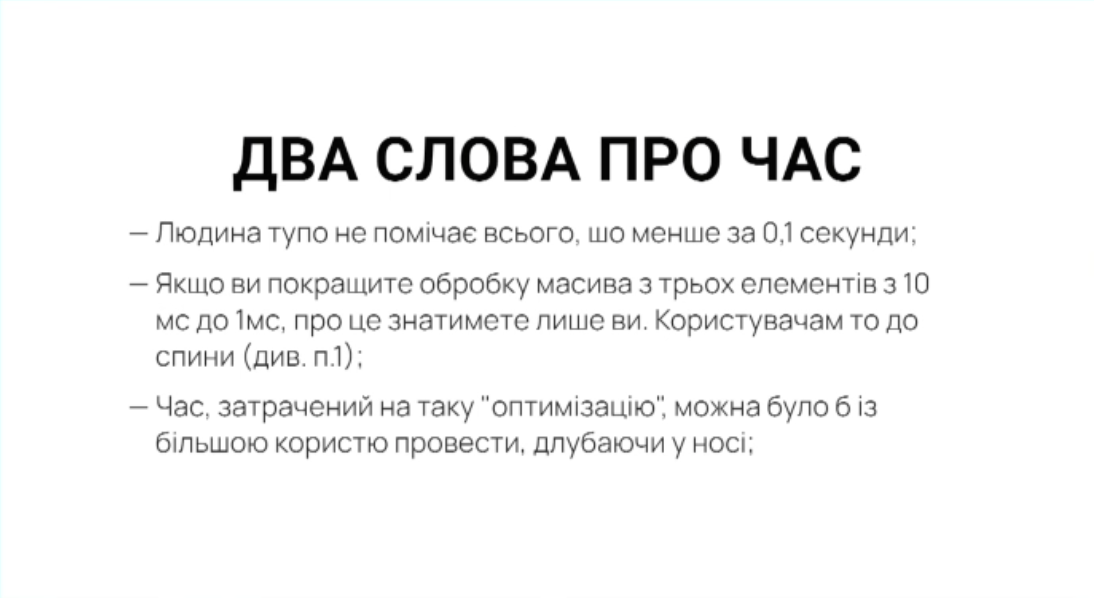 ДВА СЛОВА ПРО ЧАС
— Людина тупо не помічає всього, шо менше за 0,1 секунди;
— Якщо ви покращите обробку масива з трьох елементів з 10
мс до 1мс, про це знатимете лише ви. Користувачам то до
спини (див. п.1);
— Час, затрачений на таку "оптимізацію", можна було б із
більшою користю провести, длубаючи у носі;